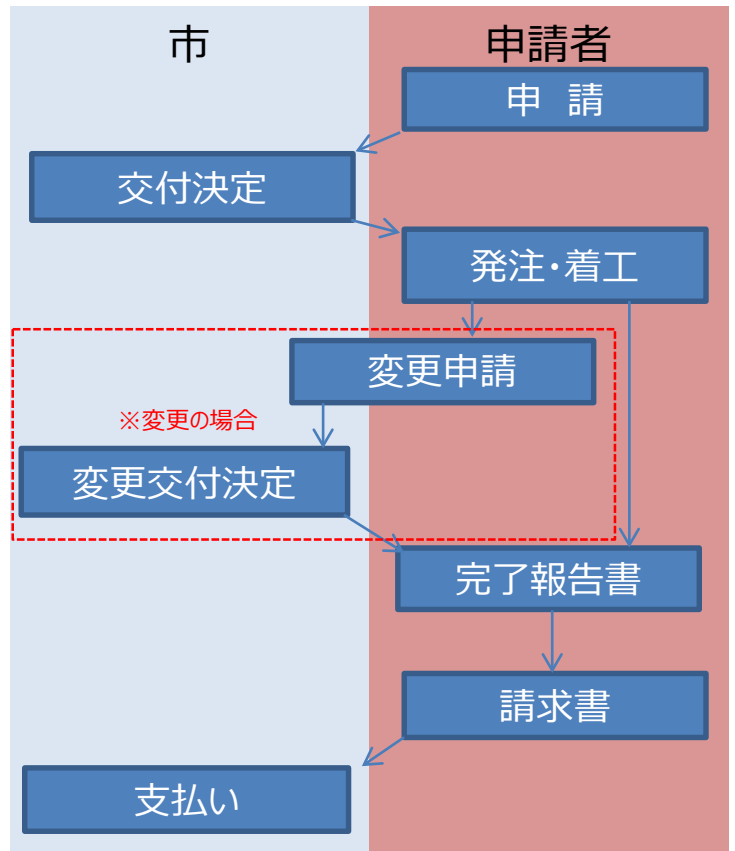 市
申請者
申　請
交付決定
発注・着工
変更申請
※変更の場合
変更交付決定
完了報告書
請求書
支払い